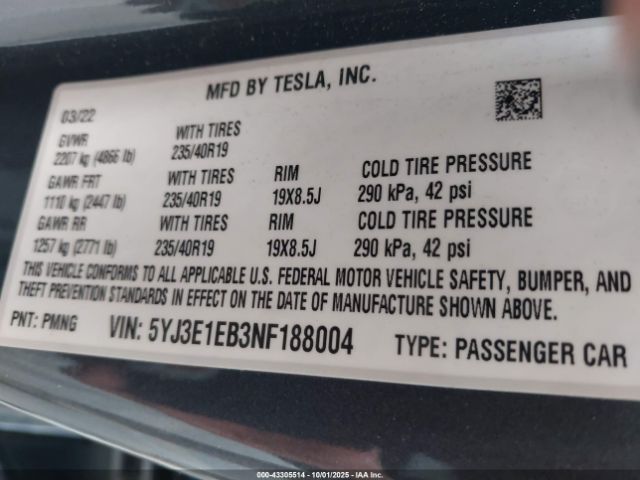 MFD BY TESLA, INC.
03/22
GVWR WITH TIRES
2207 kg (4866 lb) 235/40R19
GAWR FRT WITH TIRES RIM COLD TIRE PRESSURE
1110 kg (2447 lb) 235/40R19 19X8.5J 290 kPa, 42 psi
GAWR RR WITH TIRES RIM COLD TIRE PRESSURE
1257 kg (2771 lb) 235/40R19 19X8.5J 290 kPa, 42 psi
THIS VEHICLE CONFORMS TO ALL APPLICABLE U.S. FEDERAL MOTOR VEHICLE SAFETY, BUMPER, AND
THEFT PREVENTION STANDARDS IN EFFECT ON THE DATE OF MANUFACTURE SHOWN ABOVE.
PNT: PMNG VIN: 5YJ3E1EB3NF188004 TYPE: PASSENGER CAR
000-43305514 - 10/01/2025 - IAA Inc.